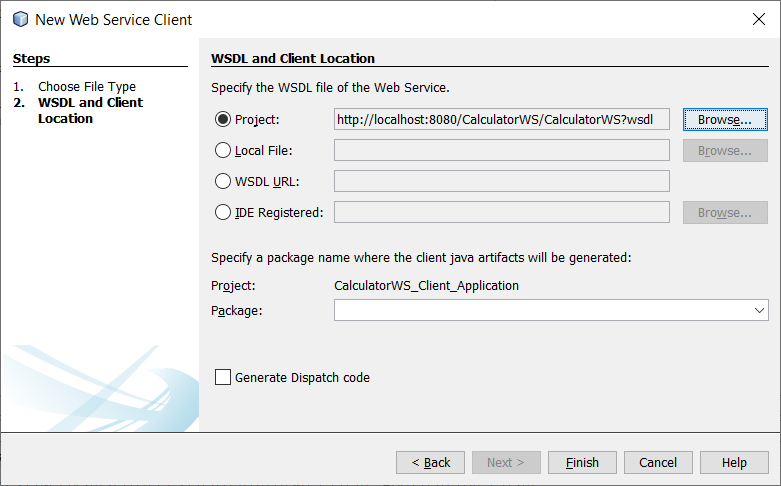 New Web Service Client
Steps
1. Choose File Type
2. WSDL and Client
Location
WSDL and Client Location
Specify the WSDL file of the Web Service.
Project: http://localhost:8080/CalculatorWS/CalculatorWS?wsdl Browse...
Local File: Browse...
WSDL URL:
IDE Registered: Browse...
Specify a package name where the client java artifacts will be generated:
Project: CalculatorWS_Client_Application
Package:
Generate Dispatch code
< Back Next > Finish Cancel Help